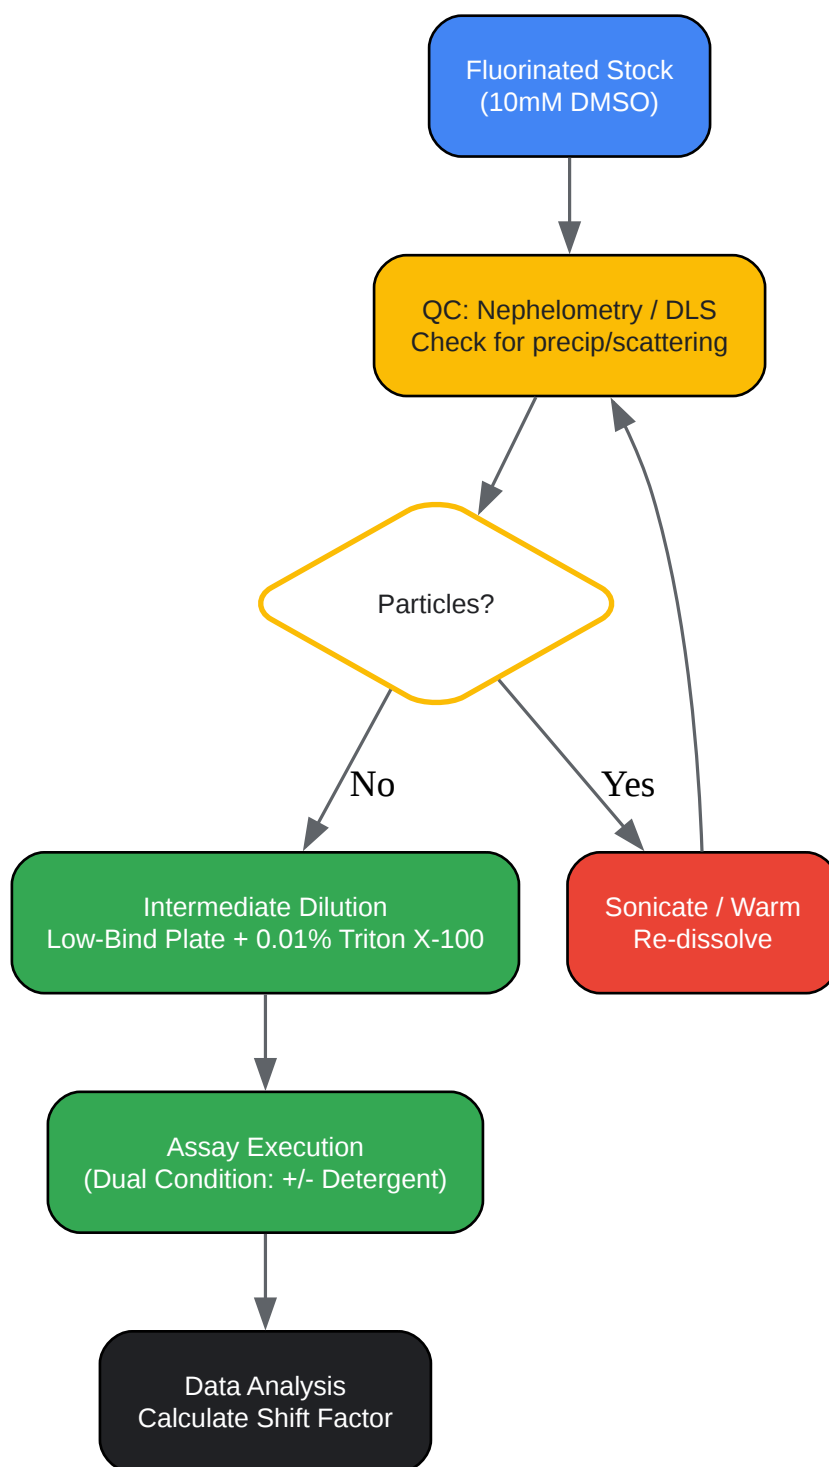 Fluorinated Stock
(10mM DMSO)
QC: Nephelometry / DLS
Check for precip/scattering
Particles?
No
Yes
Intermediate Dilution
Low-Bind Plate + 0.01% Triton X-100
Sonicate / Warm
Re-dissolve
Assay Execution
(Dual Condition: +/- Detergent)
Data Analysis
Calculate Shift Factor